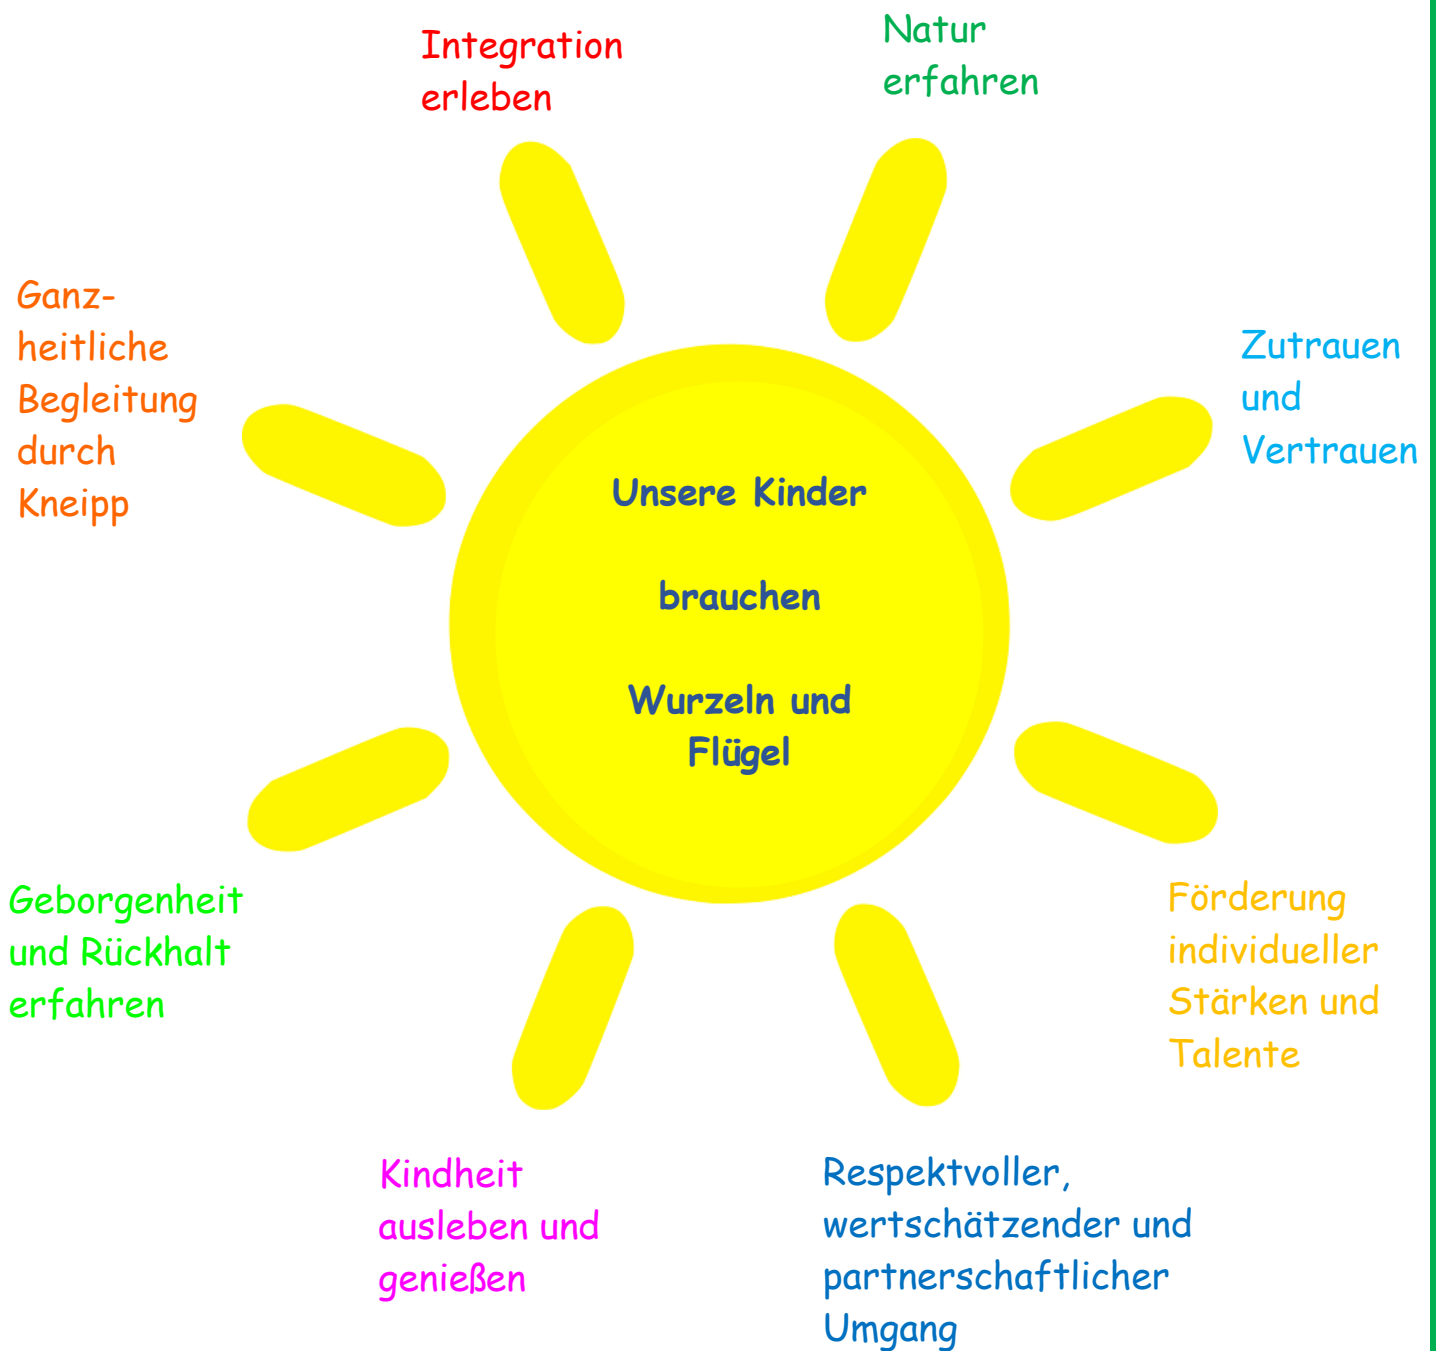 Integration
erleben
Natur
erfahren
Ganz-
heitliche
Begleitung
durch
Kneipp
Zutrauen
und
Vertrauen
Unsere Kinder
brauchen
Wurzeln und
Flügel
Geborgenheit
und Rückhalt
erfahren
Förderung
individueller
Stärken und
Talente
Kindheit
ausleben und
genießen
Respektvoller,
wertschätzender und
partnerschaftlicher
Umgang